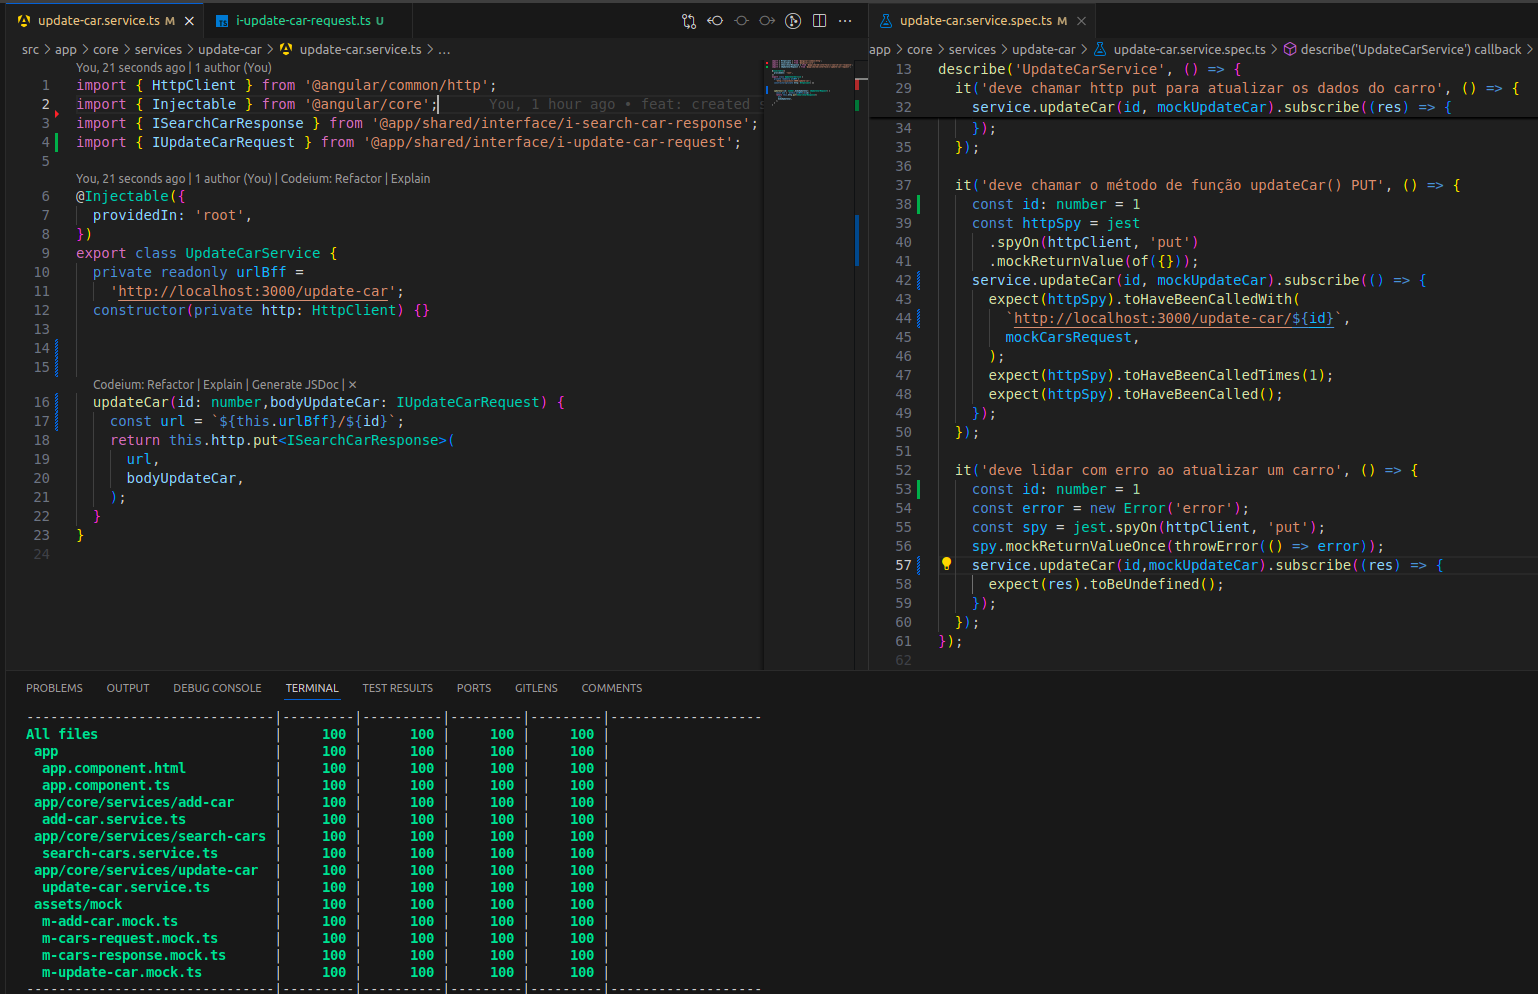 update-car.service.ts M
i-update-car-request.ts U
src > app > core > services > update-car > update-car.service.ts > ...
You, 21 seconds ago | 1 author (You)
1 import { HttpClient } from '@angular/common/http';
2 import { Injectable } from '@angular/core'; You, 1 hour ago • feat: created
3 import { ISearchCarResponse } from '@app/shared/interface/i-search-car-response';
4 import { IUpdateCarRequest } from '@app/shared/interface/i-update-car-request';
5
You, 21 seconds ago | 1 author (You) | Codeium: Refactor | Explain
6 @Injectable({
7 providedIn: 'root',
8 })
9 export class UpdateCarService {
10 private readonly urlBff =
11 'http://localhost:3000/update-car';
12 constructor(private http: HttpClient) {}
13
14
15
Codeium: Refactor | Explain | Generate JSDoc | ×
16 updateCar(id: number,bodyUpdateCar: IUpdateCarRequest) {
17 const url = `${this.urlBff}/${id}`;
18 return this.http.put<ISearchCarResponse>(
19 url,
20 bodyUpdateCar,
21 );
22 }
23 }
24
update-car.service.spec.ts M
app > core > services > update-car > update-car.service.spec.ts > describe('UpdateCarService') callback >
13 describe('UpdateCarService', () => {
29 it('deve chamar http put para atualizar os dados do carro', () => {
32 service.updateCar(id, mockUpdateCar).subscribe((res) => {
34 });
35 });
36
37 it('deve chamar o método de função updateCar() PUT', () => {
38 const id: number = 1
39 const httpSpy = jest
40 .spyOn(httpClient, 'put')
41 .mockReturnValue(of({}));
42 service.updateCar(id, mockUpdateCar).subscribe(() => {
43 expect(httpSpy).toHaveBeenCalledWith(
44 `http://localhost:3000/update-car/${id}`,
45 mockCarsRequest,
46 );
47 expect(httpSpy).toHaveBeenCalledTimes(1);
48 expect(httpSpy).toHaveBeenCalled();
49 });
50 });
51
52 it('deve lidar com erro ao atualizar um carro', () => {
53 const id: number = 1
54 const error = new Error('error');
55 const spy = jest.spyOn(httpClient, 'put');
56 spy.mockReturnValueOnce(throwError(() => error));
57 service.updateCar(id,mockUpdateCar).subscribe((res) => {
58 expect(res).toBeUndefined();
59 });
60 });
61 });
62
PROBLEMS OUTPUT DEBUG CONSOLE TERMINAL TEST RESULTS PORTS GITLENS COMMENTS
-------------------------------|---------|----------|---------|---------|-------------------
All files | 100 | 100 | 100 | 100 |
app | 100 | 100 | 100 | 100 |
app.component.html | 100 | 100 | 100 | 100 |
app.component.ts | 100 | 100 | 100 | 100 |
app/core/services/add-car | 100 | 100 | 100 | 100 |
add-car.service.ts | 100 | 100 | 100 | 100 |
app/core/services/search-cars | 100 | 100 | 100 | 100 |
search-cars.service.ts | 100 | 100 | 100 | 100 |
app/core/services/update-car | 100 | 100 | 100 | 100 |
update-car.service.ts | 100 | 100 | 100 | 100 |
assets/mock | 100 | 100 | 100 | 100 |
m-add-car.mock.ts | 100 | 100 | 100 | 100 |
m-cars-request.mock.ts | 100 | 100 | 100 | 100 |
m-cars-response.mock.ts | 100 | 100 | 100 | 100 |
m-update-car.mock.ts | 100 | 100 | 100 | 100 |
-------------------------------|---------|----------|---------|---------|-------------------